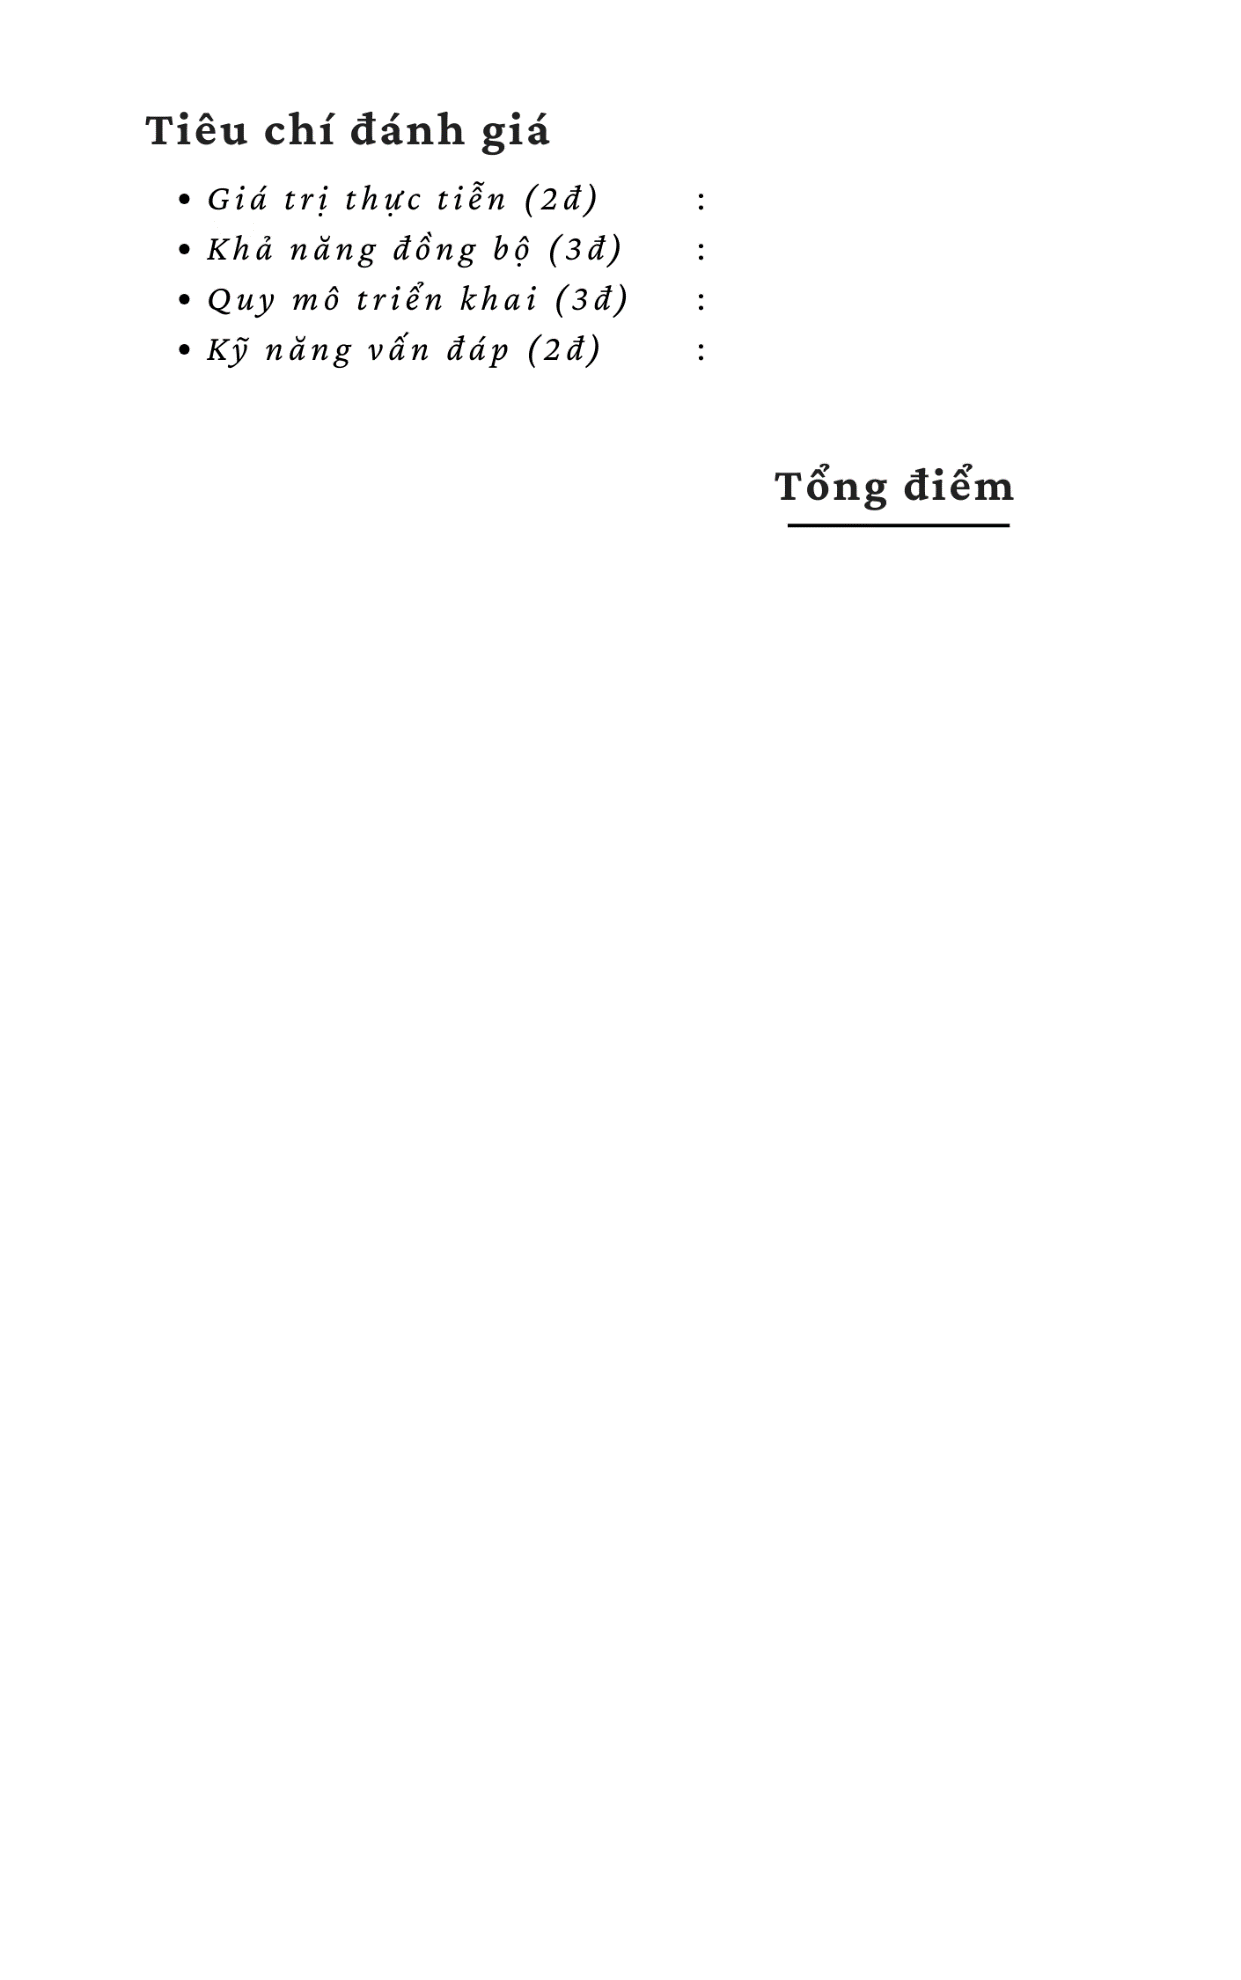 Tiêu chí đánh giá
• Giá trị thực tiễn (2đ) :
• Khả năng đồng bộ (3đ) :
• Quy mô triển khai (3đ) :
• Kỹ năng vấn đáp (2đ) :
Tổng điểm